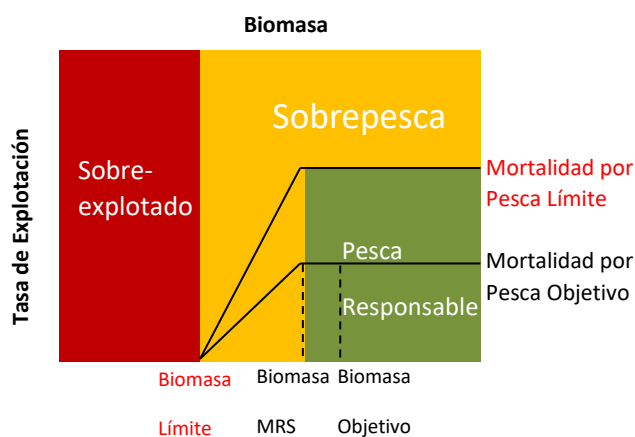 Biomasa
Tasa de Explotación
Sobrepesca
Sobre-
explotado
Mortalidad por
Pesca Límite
Pesca
Responsable
Mortalidad por
Pesca Objetivo
Biomasa
Límite
Biomasa
MRS
Biomasa
Objetivo